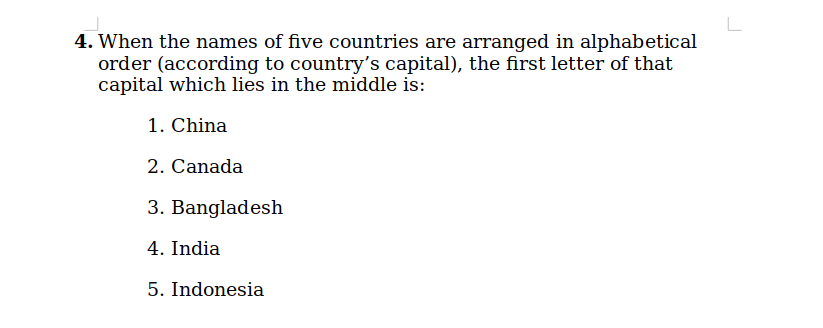 4. When the names of five countries are arranged in alphabetical
order (according to country’s capital), the first letter of that
capital which lies in the middle is:
1. China
2. Canada
3. Bangladesh
4. India
5. Indonesia